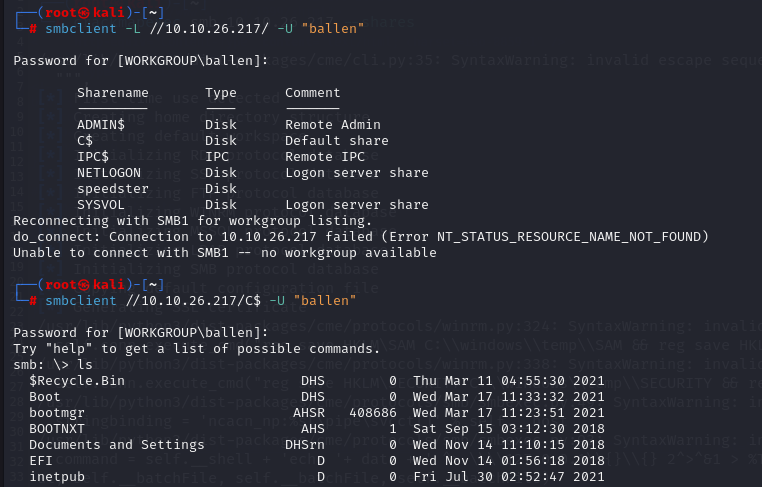 ┌──(root㉿kali)-[~]
└─# smbclient -L //10.10.26.217/ -U "ballen"
Password for [WORKGROUP\ballen]:
Sharename Type Comment
--------- ---- -------
ADMIN$ Disk Remote Admin
C$ Disk Default share
IPC$ IPC Remote IPC
NETLOGON Disk Logon server share
speedster Disk
SYSVOL Disk Logon server share
Reconnecting with SMB1 for workgroup listing.
do_connect: Connection to 10.10.26.217 failed (Error NT_STATUS_RESOURCE_NAME_NOT_FOUND)
Unable to connect with SMB1 -- no workgroup available
┌──(root㉿kali)-[~]
└─# smbclient //10.10.26.217/C$ -U "ballen"
Password for [WORKGROUP\ballen]:
Try "help" to get a list of possible commands.
smb: \> ls
$Recycle.Bin DHS 0 Thu Mar 11 04:55:30 2021
Boot DHS 0 Wed Mar 17 11:33:32 2021
bootmgr AHSR 408686 Wed Mar 17 11:23:51 2021
BOOTNXT AHS 1 Sat Sep 15 03:12:30 2018
Documents and Settings DHSrn 0 Wed Nov 14 11:10:15 2018
EFI D 0 Wed Nov 14 01:56:18 2018
inetpub D 0 Fri Jul 30 02:52:47 2021